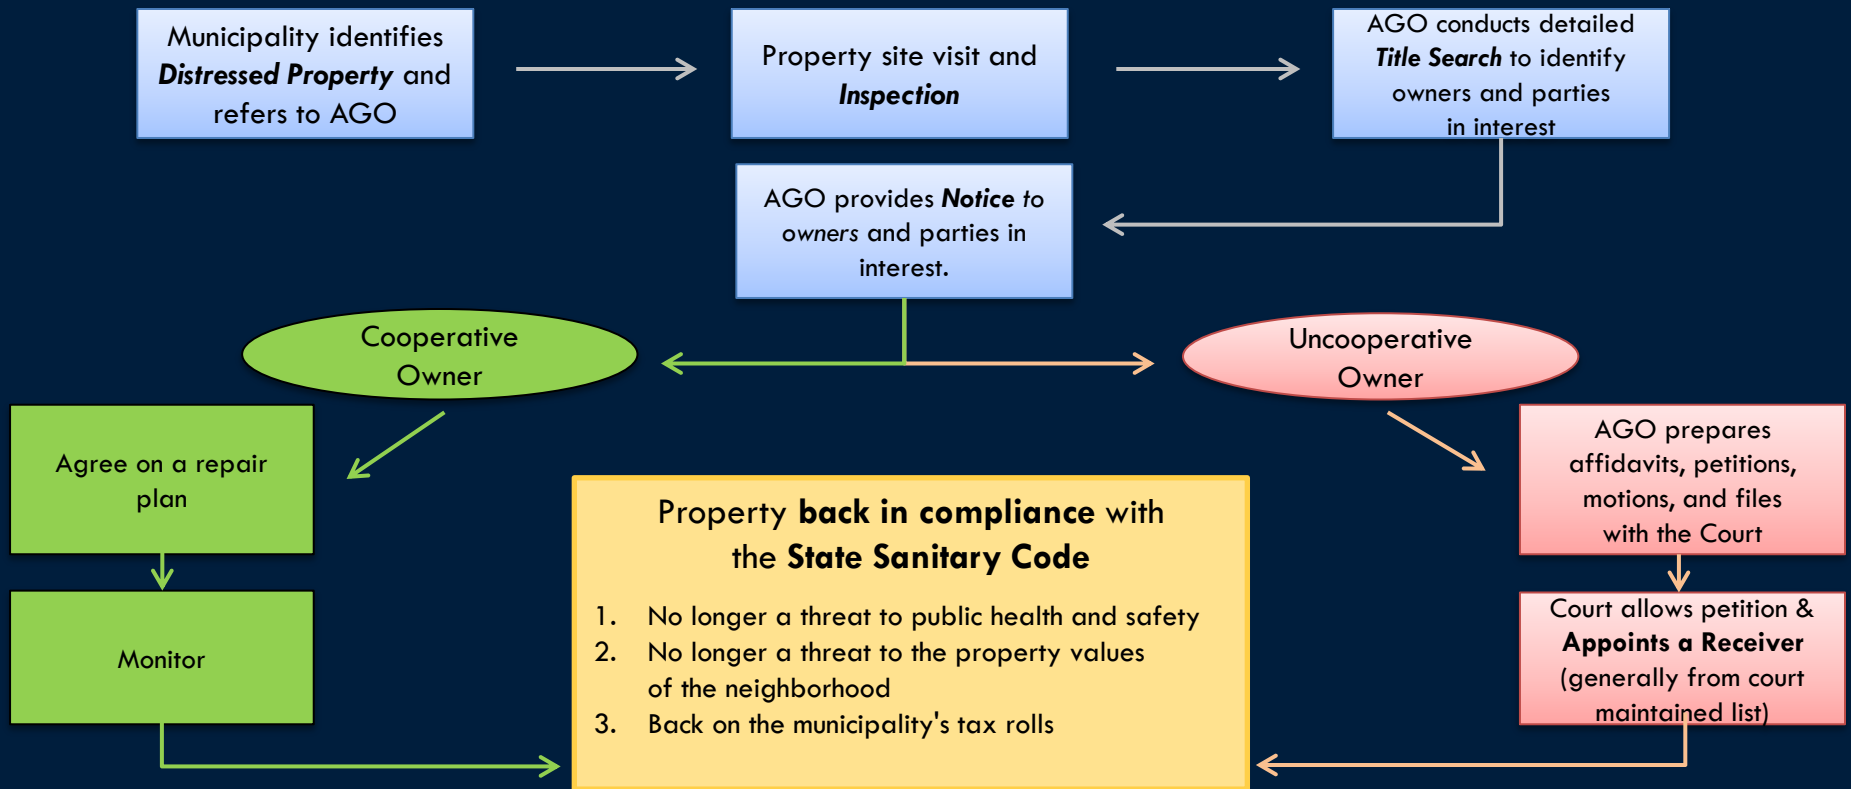 Municipality identifies
Distressed Property and
refers to AGO
Property site visit and
Inspection
AGO conducts detailed
Title Search to identify
owners and parties
in interest
AGO provides Notice to
owners and parties in
interest.
Cooperative
Owner
Uncooperative
Owner
Agree on a repair
plan
Monitor
Property back in compliance with
the State Sanitary Code
1. No longer a threat to public health and safety
2. No longer a threat to the property values
of the neighborhood
3. Back on the municipality's tax rolls
AGO prepares
affidavits, petitions,
motions, and files
with the Court
Court allows petition &
Appoints a Receiver
(generally from court
maintained list)